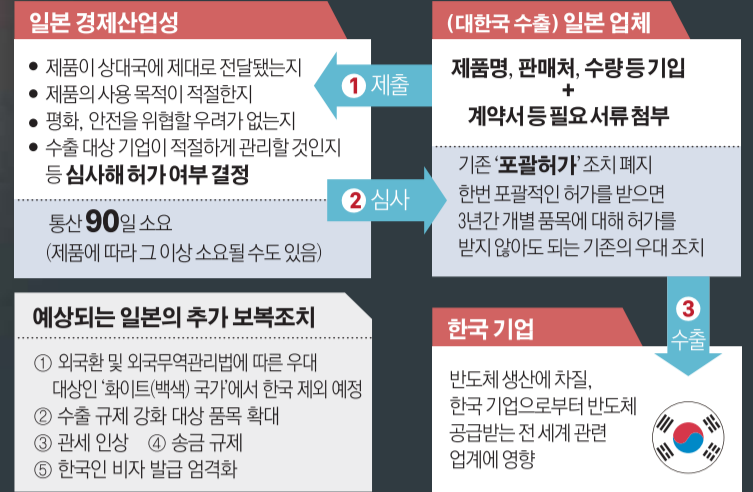 일본 경제산업성
• 제품이 상대국에 제대로 전달됐는지
• 제품의 사용 목적이 적절한지
• 평화, 안전을 위협할 우려가 없는지
• 수출 대상 기업이 적절하게 관리할 것인지
등 심사해 허가 여부 결정
통산 90일 소요
(제품에 따라 그 이상 소요될 수도 있음)
1 제출
2 심사
(대한국 수출) 일본 업체
제품명, 판매처, 수량 등 기입
+
계약서 등 필요 서류 첨부
기존 ‘포괄허가’ 조치 폐지
한번 포괄적인 허가를 받으면
3년간 개별 품목에 대해 허가를
받지 않아도 되는 기존의 우대 조치
3
수출
한국 기업
반도체 생산에 차질,
한국 기업으로부터 반도체
공급받는 전 세계 관련
업계에 영향
예상되는 일본의 추가 보복조치
① 외국환 및 외국무역관리법에 따른 우대
대상인 ‘화이트(백색) 국가’에서 한국 제외 예정
② 수출 규제 강화 대상 품목 확대
③ 관세 인상 ④ 송금 규제
⑤ 한국인 비자 발급 엄격화